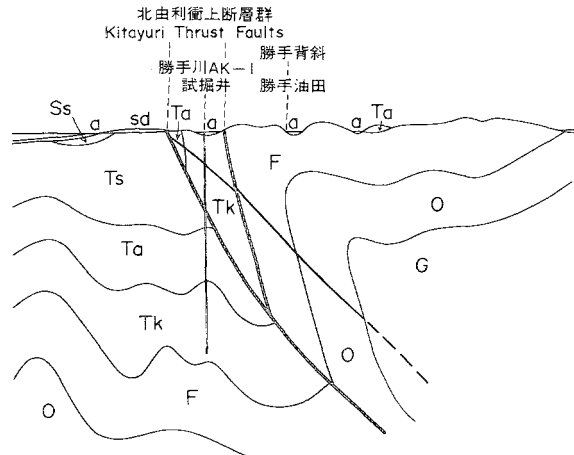 北由利衝上断層群
Kitayuri Thrust Faults
勝手川AK-1
試掘井
勝手背斜
勝手油田
Ss
a
sd
Ta
a
a
a
Ta
F
Ts
Tk
O
Ta
G
Tk
O
F
O